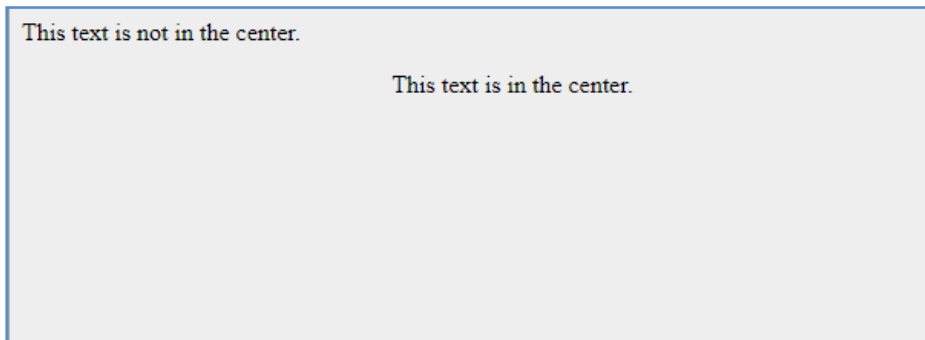 This text is not in the center.
This text is in the center.